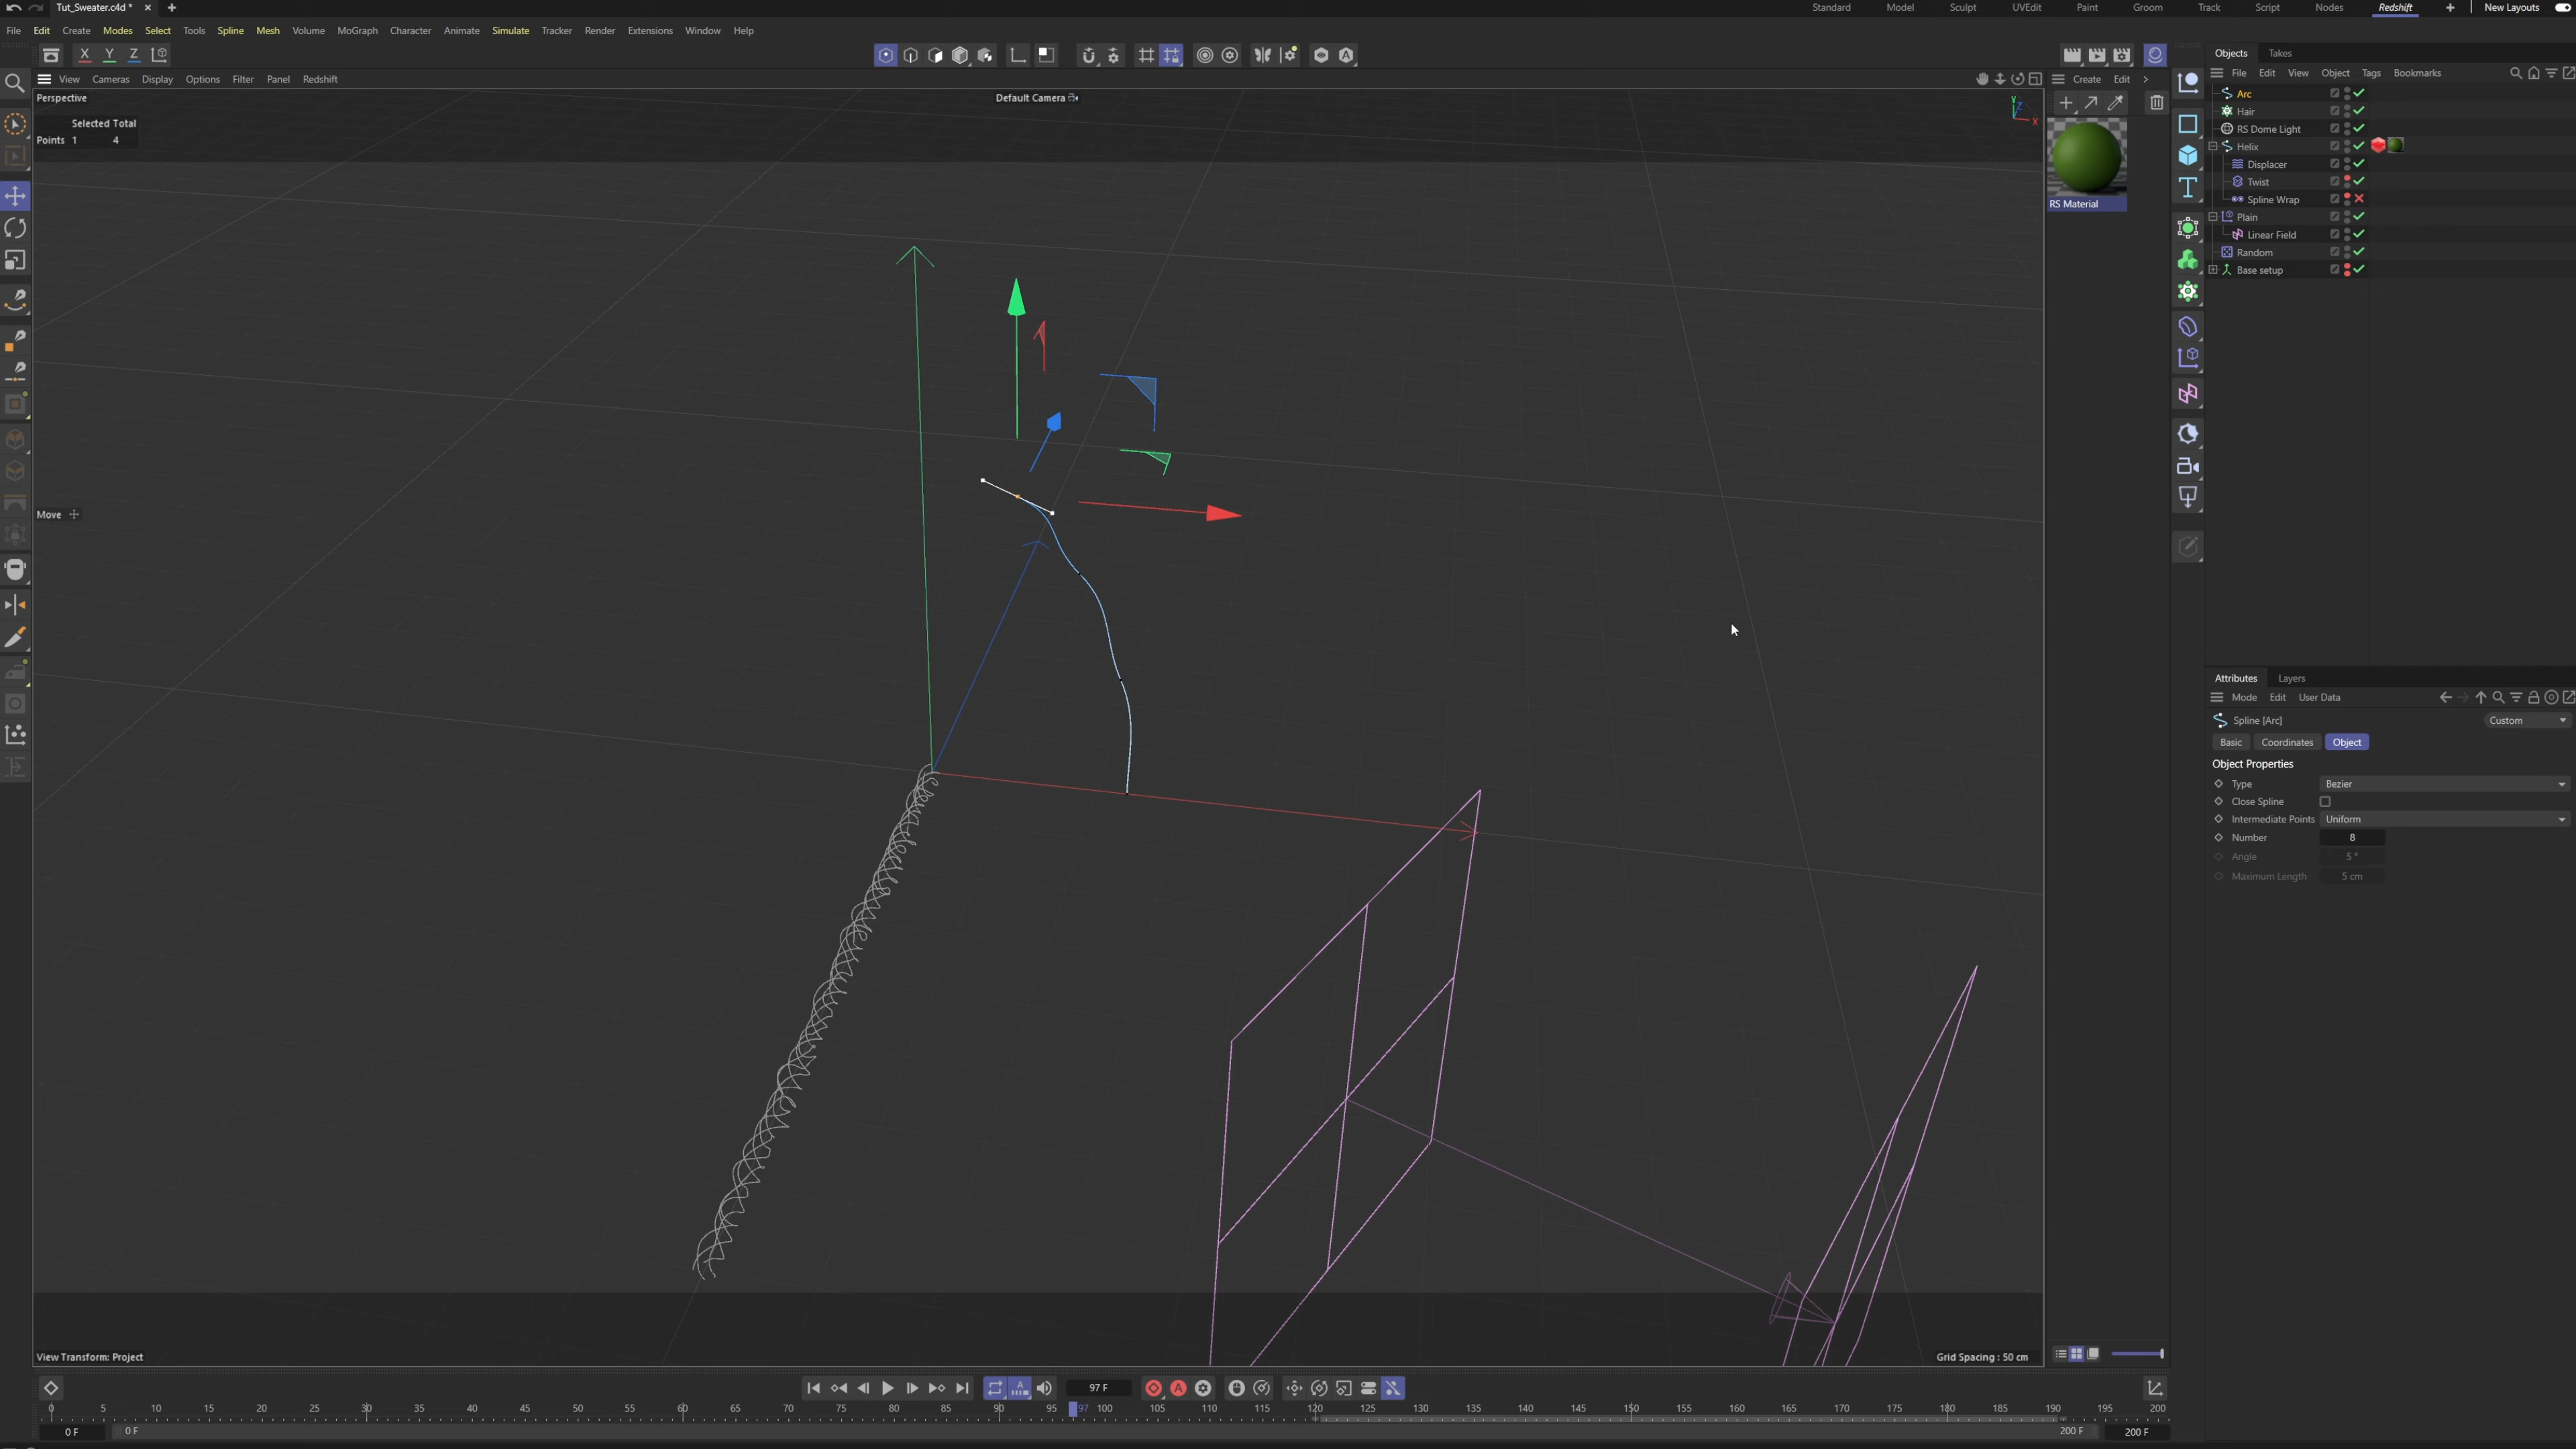 Tut_Sweater.c4d *
Standard Model Sculpt UVEdit Paint Groom Track Script Nodes Redshift New Layouts
File Edit Create Modes Select Tools Spline Mesh Volume MoGraph Character Animate Simulate Tracker Render Extensions Window Help
X Y Z
Objects Takes
View Cameras Display Options Filter Panel Redshift
Create Edit
File Edit View Object Tags Bookmarks
Perspective
Default Camera
Y Z X
Selected Total
Points 1 4
Arc
Hair
RS Dome Light
Helix
Displacer
Twist
Spline Wrap
Plain
Linear Field
Random
Base setup
RS Material
Move
Attributes Layers
Mode Edit User Data
Spline [Arc] Custom
Basic Coordinates Object
Object Properties
Type Bezier
Close Spline
Intermediate Points Uniform
Number 8
Angle 5 °
Maximum Length 5 cm
View Transform: Project
Grid Spacing : 50 cm
97 F
0 5 10 15 20 25 30 35 40 45 50 55 60 65 70 75 80 85 90 95 97 100 105 110 115 120 125 130 135 140 145 150 155 160 165 170 175 180 185 190 195 200
0 F 0 F 200 F 200 F